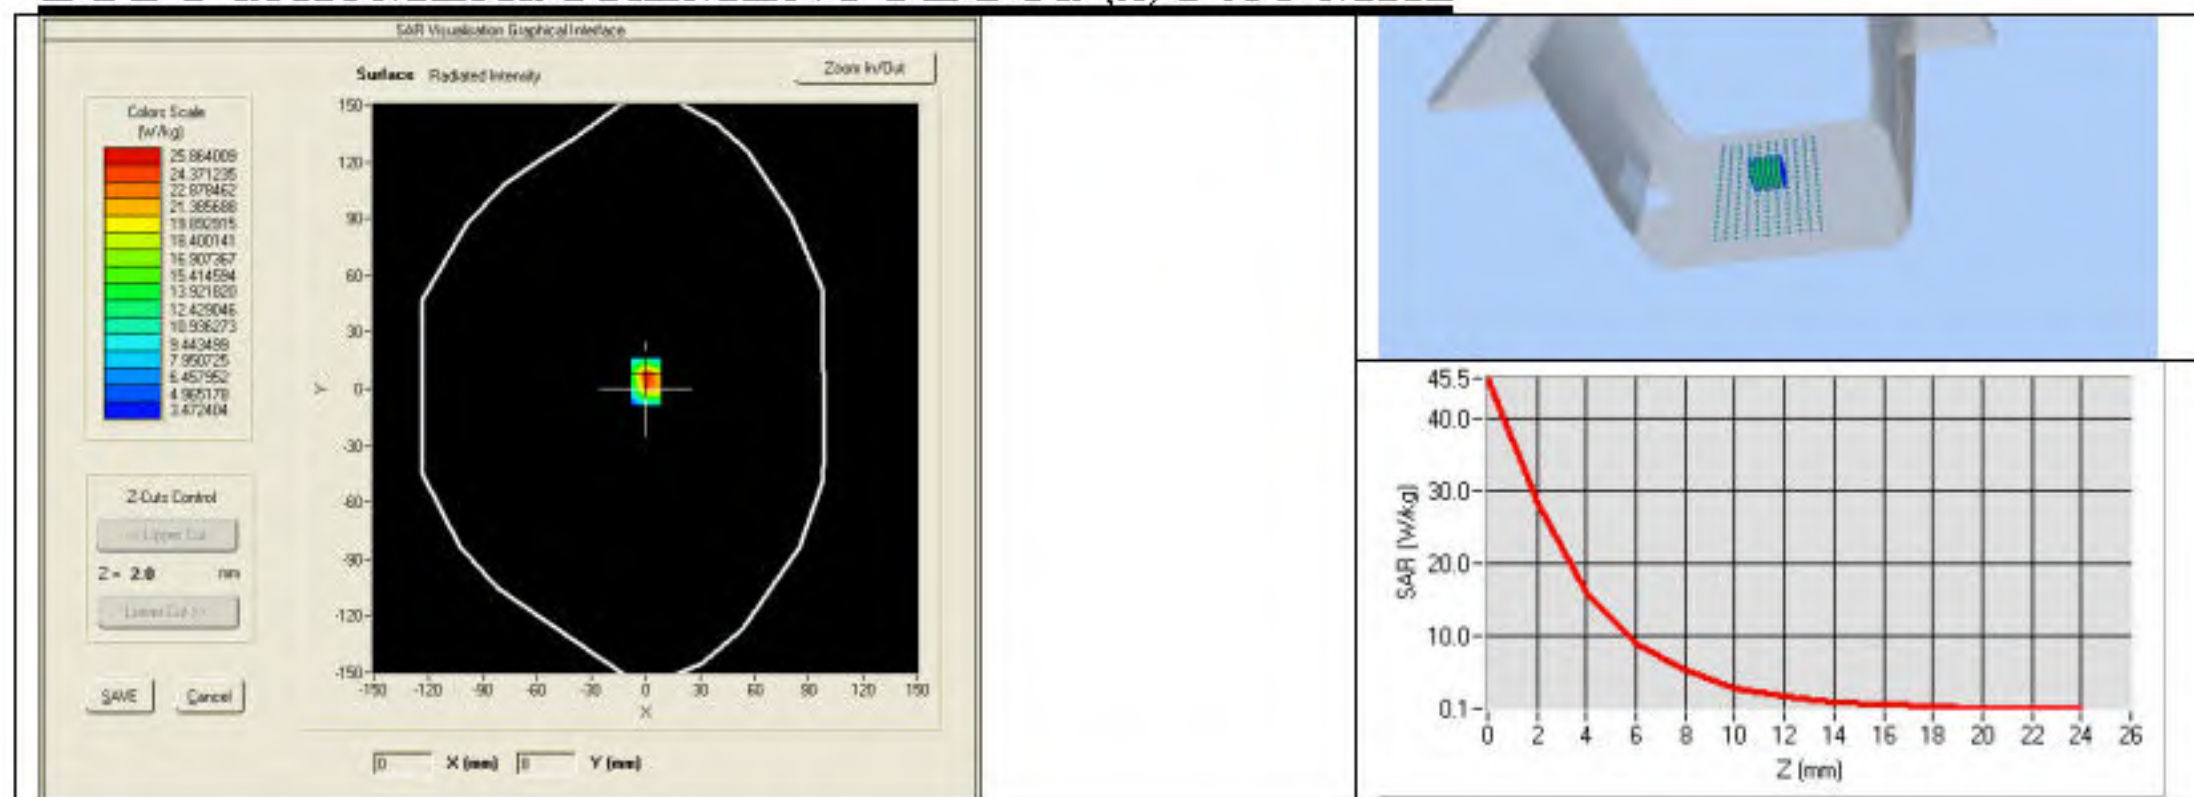 SAR Visualisation Graphical Interface
Surface Radiated Intensity
Zoom In/Out
Colors Scale
(W/kg)
25.864009
24.371235
22.878462
21.385688
19.892915
18.400141
16.907367
15.414594
13.921820
12.429046
10.936273
9.443499
7.950725
6.457952
4.965178
3.472404
150
120
90
60
30
0
-30
-60
-90
-120
-150
Y
-150 -120 -90 -60 -30 0 30 60 90 120 150
X
Z-Cuts Control
<< Upper Cut
Z = 2.0 mm
Lower Cut >>
SAVE Cancel
0 X (mm) 8 Y (mm)
45.5
40.0
30.0
20.0
10.0
0.1
SAR (W/kg)
0 2 4 6 8 10 12 14 16 18 20 22 24 26
Z (mm)